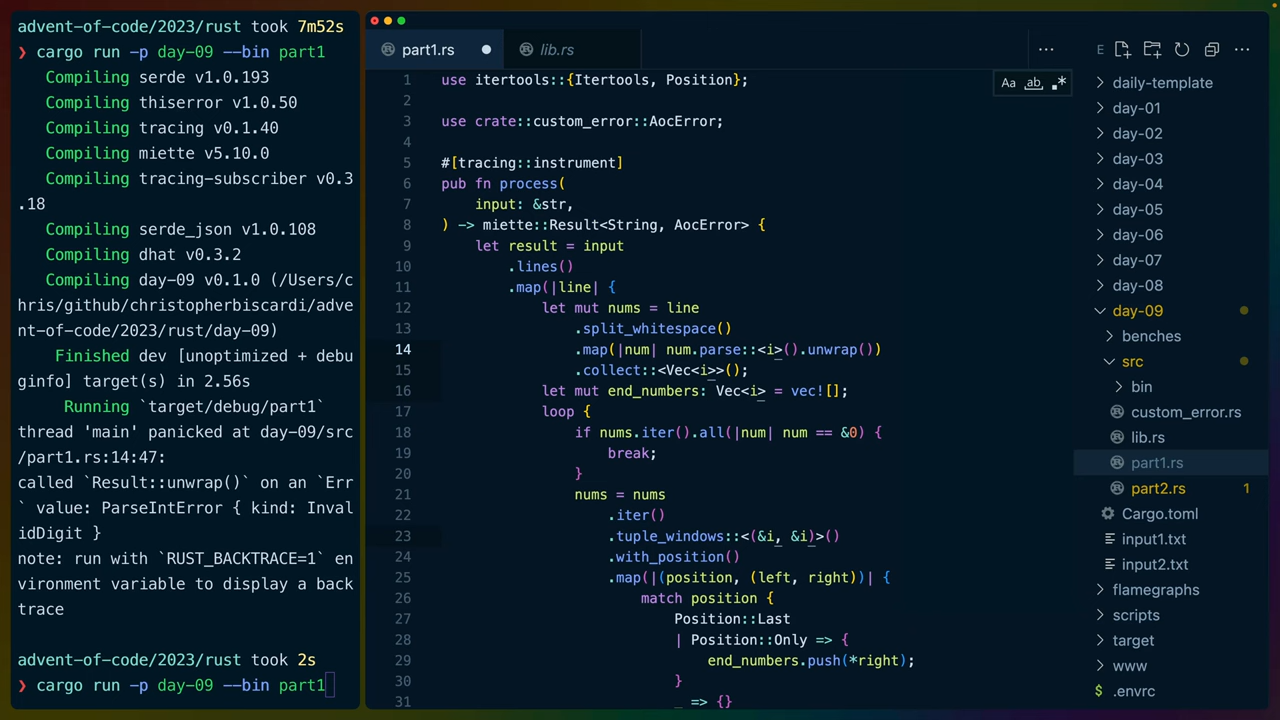 advent-of-code/2023/rust took 7m52s
❯ cargo run -p day-09 --bin part1
Compiling serde v1.0.193
Compiling thiserror v1.0.50
Compiling tracing v0.1.40
Compiling miette v5.10.0
Compiling tracing-subscriber v0.3
.18
Compiling serde_json v1.0.108
Compiling dhat v0.3.2
Compiling day-09 v0.1.0 (/Users/c
hris/github/christopherbiscardi/adve
nt-of-code/2023/rust/day-09)
Finished dev [unoptimized + debu
ginfo] target(s) in 2.56s
Running `target/debug/part1`
thread 'main' panicked at day-09/src
/part1.rs:14:47:
called `Result::unwrap()` on an `Err
` value: ParseIntError { kind: Inval
idDigit }
note: run with `RUST_BACKTRACE=1` en
vironment variable to display a back
trace
advent-of-code/2023/rust took 2s
❯ cargo run -p day-09 --bin part1
part1.rs
lib.rs
Aa ab .*
1 use itertools::{Itertools, Position};
2
3 use crate::custom_error::AocError;
4
5 #[tracing::instrument]
6 pub fn process(
7 input: &str,
8 ) -> miette::Result<String, AocError> {
9 let result = input
10 .lines()
11 .map(|line| {
12 let mut nums = line
13 .split_whitespace()
14 .map(|num| num.parse::<i>().unwrap())
15 .collect::<Vec<i>>();
16 let mut end_numbers: Vec<i> = vec![];
17 loop {
18 if nums.iter().all(|num| num == &0) {
19 break;
20 }
21 nums = nums
22 .iter()
23 .tuple_windows::<(&i, &i)>()
24 .with_position()
25 .map(|(position, (left, right))| {
26 match position {
27 Position::Last
28 | Position::Only => {
29 end_numbers.push(*right);
30 }
31 _ => {}
E
daily-template
day-01
day-02
day-03
day-04
day-05
day-06
day-07
day-08
day-09
benches
src
bin
custom_error.rs
lib.rs
part1.rs
part2.rs 1
Cargo.toml
input1.txt
input2.txt
flamegraphs
scripts
target
www
$ .envrc